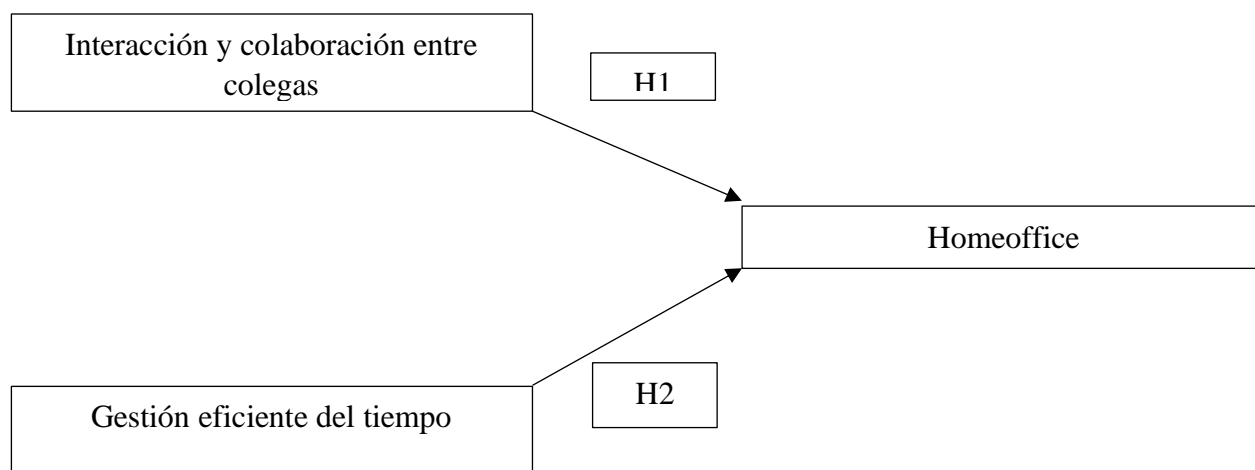 Interacción y colaboración entre
colegas
H1
Homeoffice
H2
Gestión eficiente del tiempo